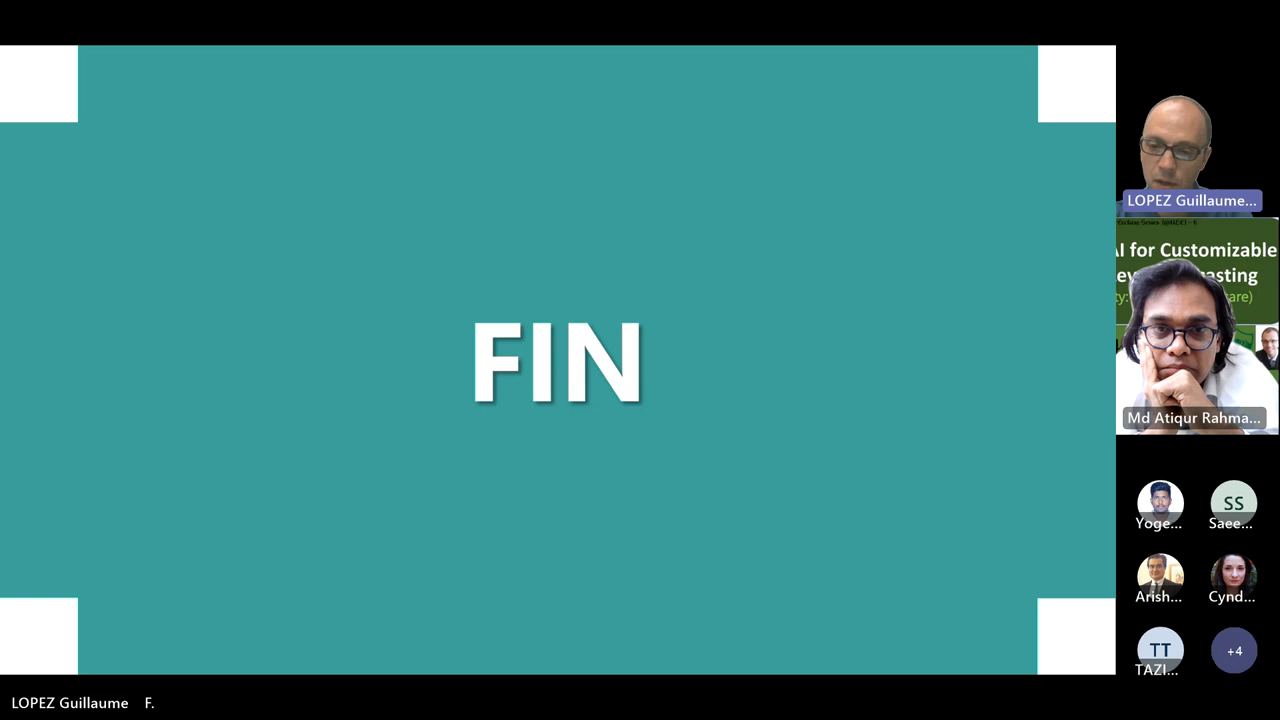 FIN
LOPEZ Guillaume...
AI for Customizable
asting
Md Atiqur Rahma...
Yoge...
SS
Saee...
Arish...
Cynd...
TT
TAZI...
+4
LOPEZ Guillaume F.